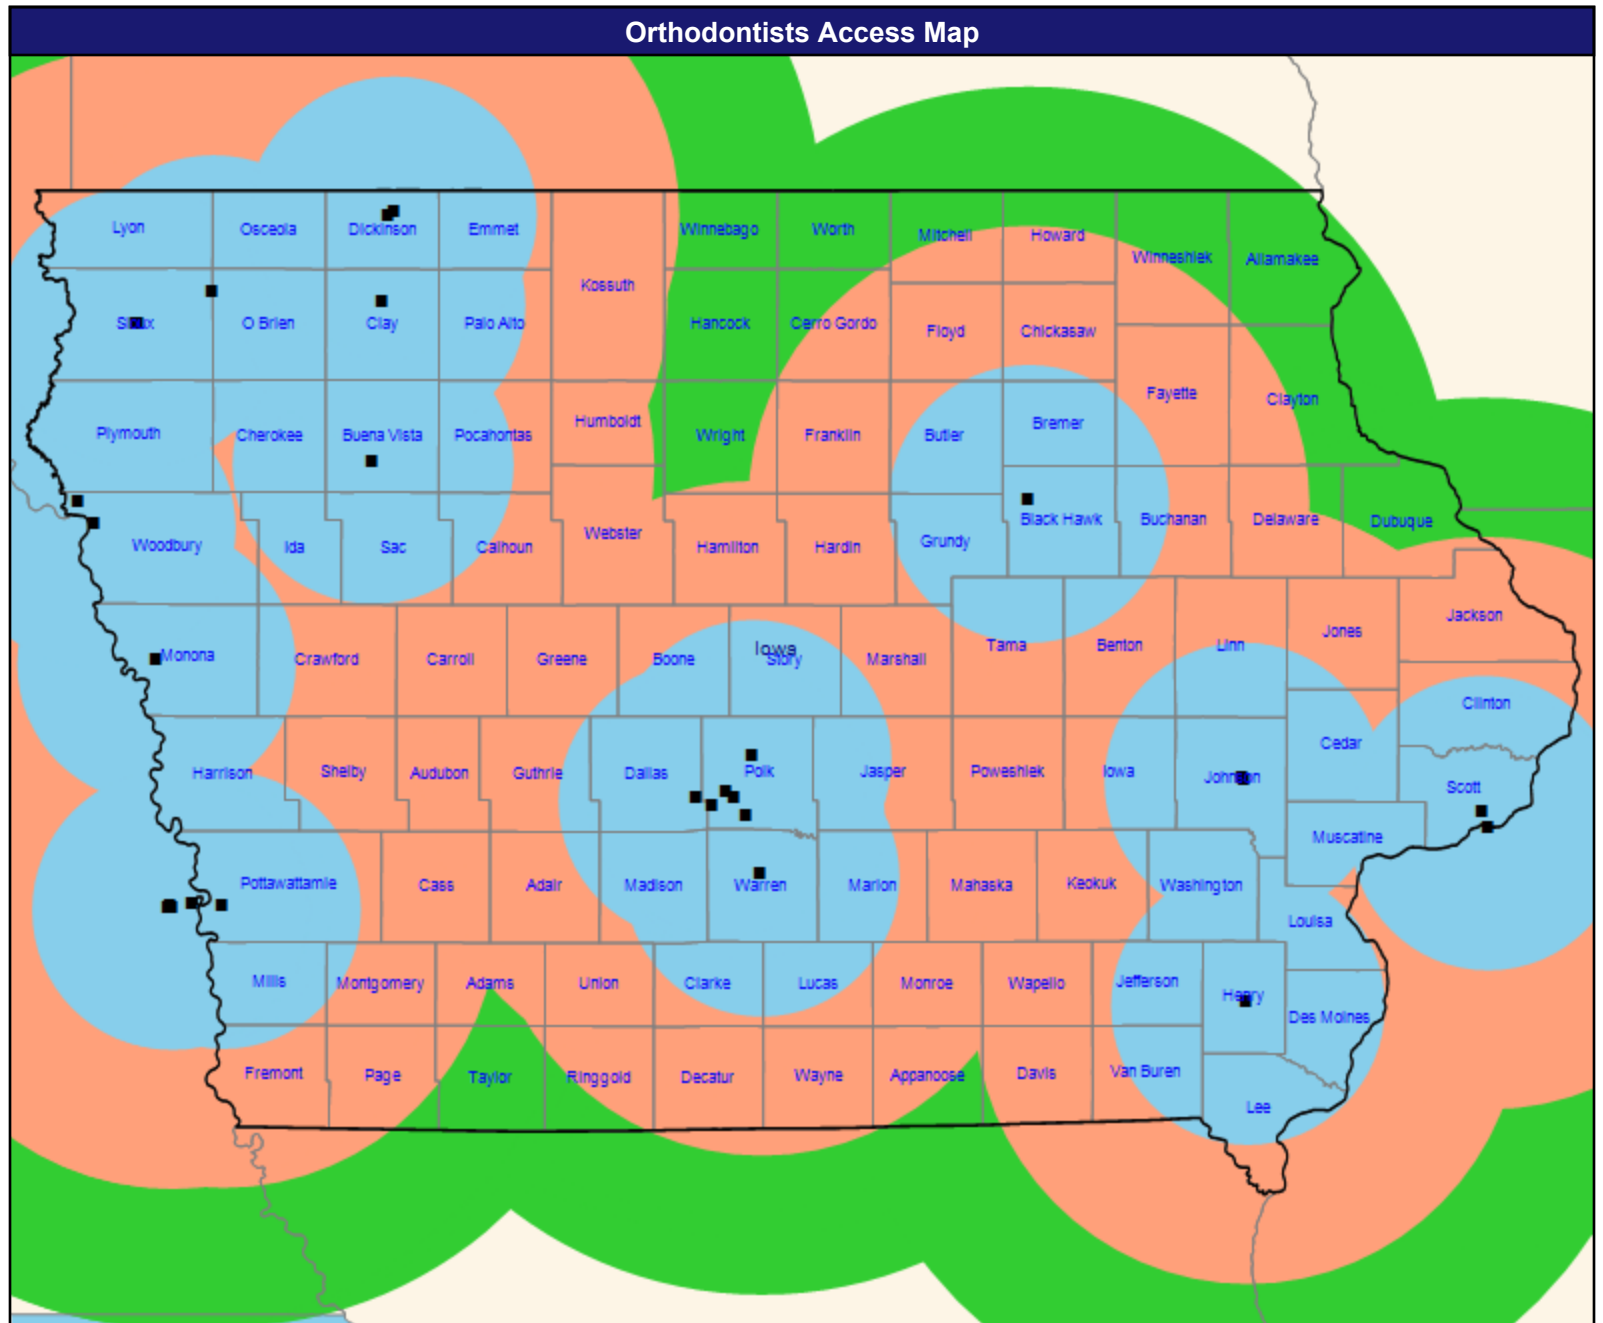 Orthodontists Access Map
Lyon
Osceola
Dickinson
Emmet
Winnebago
Worth
Mitchell
Howard
Winneshiek
Allamakee
Kossuth
Sioux
O Brien
Clay
Palo Alto
Hancock
Cerro Gordo
Floyd
Chickasaw
Fayette
Clayton
Plymouth
Cherokee
Buena Vista
Pocahontas
Humboldt
Wright
Franklin
Butler
Bremer
Woodbury
Ida
Sac
Calhoun
Webster
Hamilton
Hardin
Grundy
Black Hawk
Buchanan
Delaware
Dubuque
Monona
Crawford
Carroll
Greene
Boone
Iowa
Story
Marshall
Tama
Benton
Linn
Jones
Jackson
Clinton
Harrison
Shelby
Audubon
Guthrie
Dallas
Polk
Jasper
Poweshiek
Iowa
Johnson
Cedar
Scott
Muscatine
Pottawattamie
Cass
Adair
Madison
Warren
Marion
Mahaska
Keokuk
Washington
Louisa
Mills
Montgomery
Adams
Union
Clarke
Lucas
Monroe
Wapello
Jefferson
Henry
Des Moines
Fremont
Page
Taylor
Ringgold
Decatur
Wayne
Appanoose
Davis
Van Buren
Lee